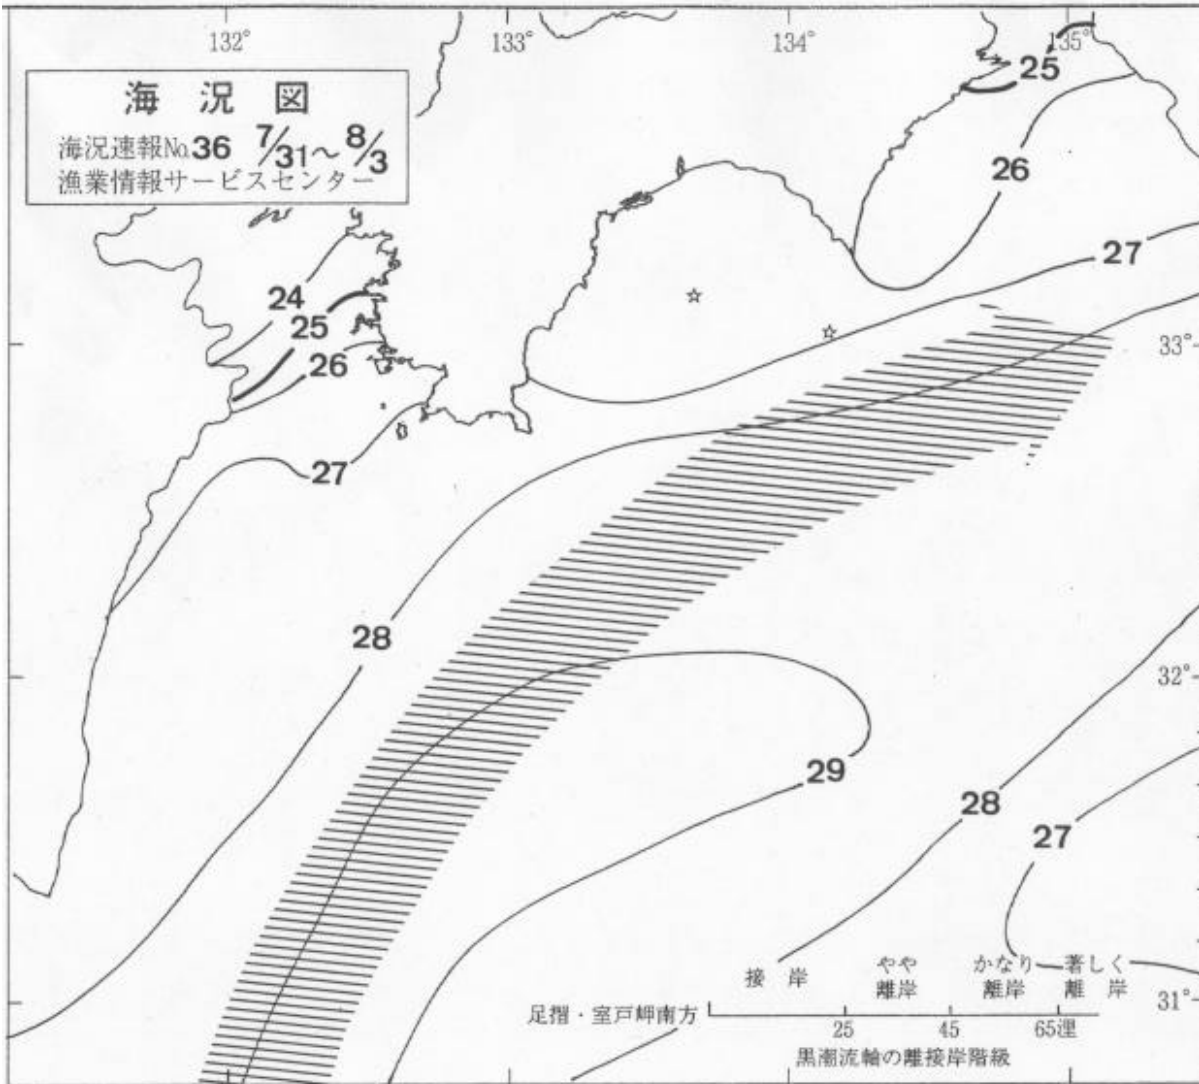 132°
133°
134°
135°
海況図
海況速報No.36 7/31～8/3
漁業情報サービスセンター
25
26
27
24
25
26
33°
27
28
32°
29
28
27
接岸
やや離岸
かなり離岸
著しく離岸
31°
足摺・室戸岬南方
25
45
65浬
黒潮流軸の離接岸階級